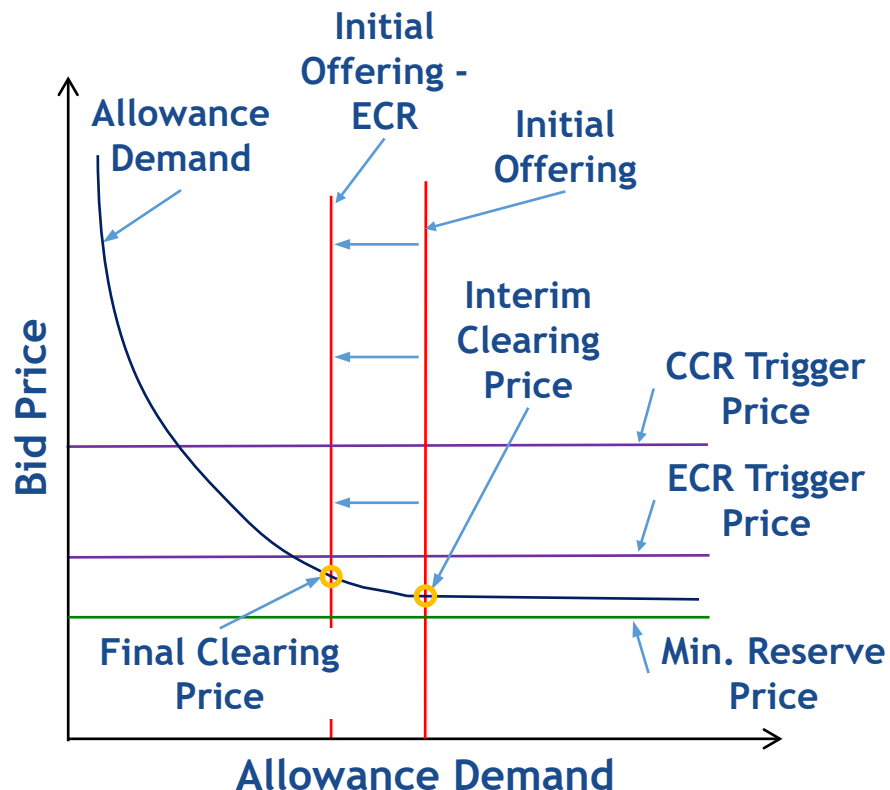 Initial
Offering -
ECR
Allowance
Demand
Initial
Offering
Interim
Clearing
Price
CCR Trigger
Price
ECR Trigger
Price
Bid Price
Final Clearing
Price
Min. Reserve
Price
Allowance Demand